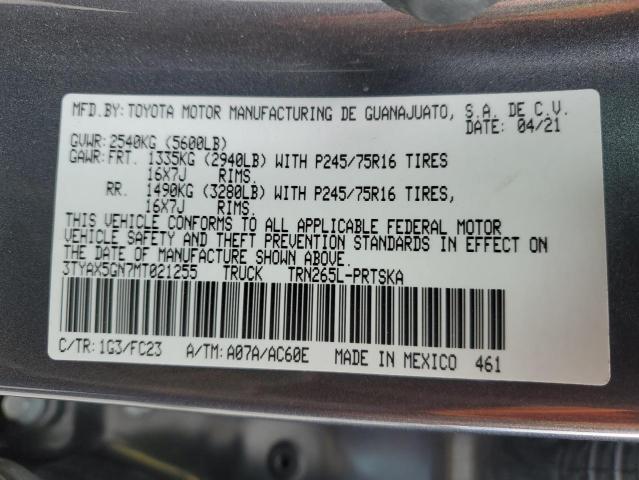 MFD.BY: TOYOTA MOTOR MANUFACTURING DE GUANAJUATO, S.A. DE C.V.
DATE: 04/21
GVWR: 2540KG (5600LB)
GAWR: FRT. 1335KG (2940LB) WITH P245/75R16 TIRES
16X7J RIMS.
RR. 1490KG (3280LB) WITH P245/75R16 TIRES,
16X7J RIMS.
THIS VEHICLE CONFORMS TO ALL APPLICABLE FEDERAL MOTOR
VEHICLE SAFETY AND THEFT PREVENTION STANDARDS IN EFFECT ON
THE DATE OF MANUFACTURE SHOWN ABOVE.
3TYAX5GN7MT021255 TRUCK TRN265L-PRTSKA
C/TR: 1G3/FC23 A/TM: A07A/AC60E MADE IN MEXICO 461